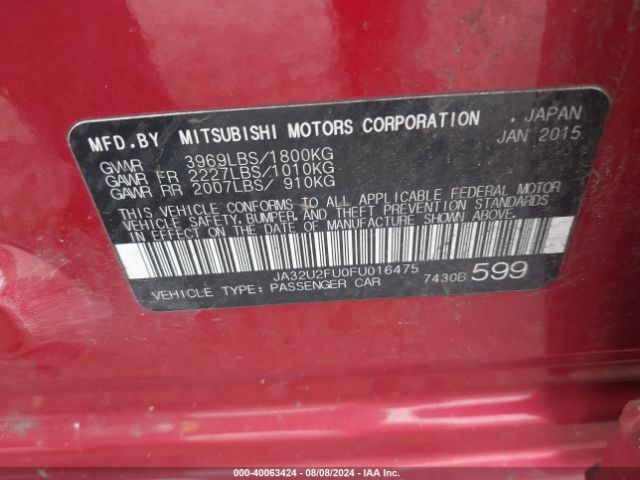 MFD.BY MITSUBISHI MOTORS CORPORATION , JAPAN
JAN 2015
GVWR 3969LBS/1800KG
GAWR FR 2227LBS/1010KG
GAWR RR 2007LBS/ 910KG
THIS VEHICLE CONFORMS TO ALL APPLICABLE FEDERAL MOTOR
VEHICLE SAFETY, BUMPER, AND THEFT PREVENTION STANDARDS
IN EFFECT ON THE DATE OF MANUFACTURE SHOWN ABOVE.
JA32U2FU0FU016475
VEHICLE TYPE: PASSENGER CAR 7430B 599
000-40063424 - 08/08/2024 - IAAI.COM